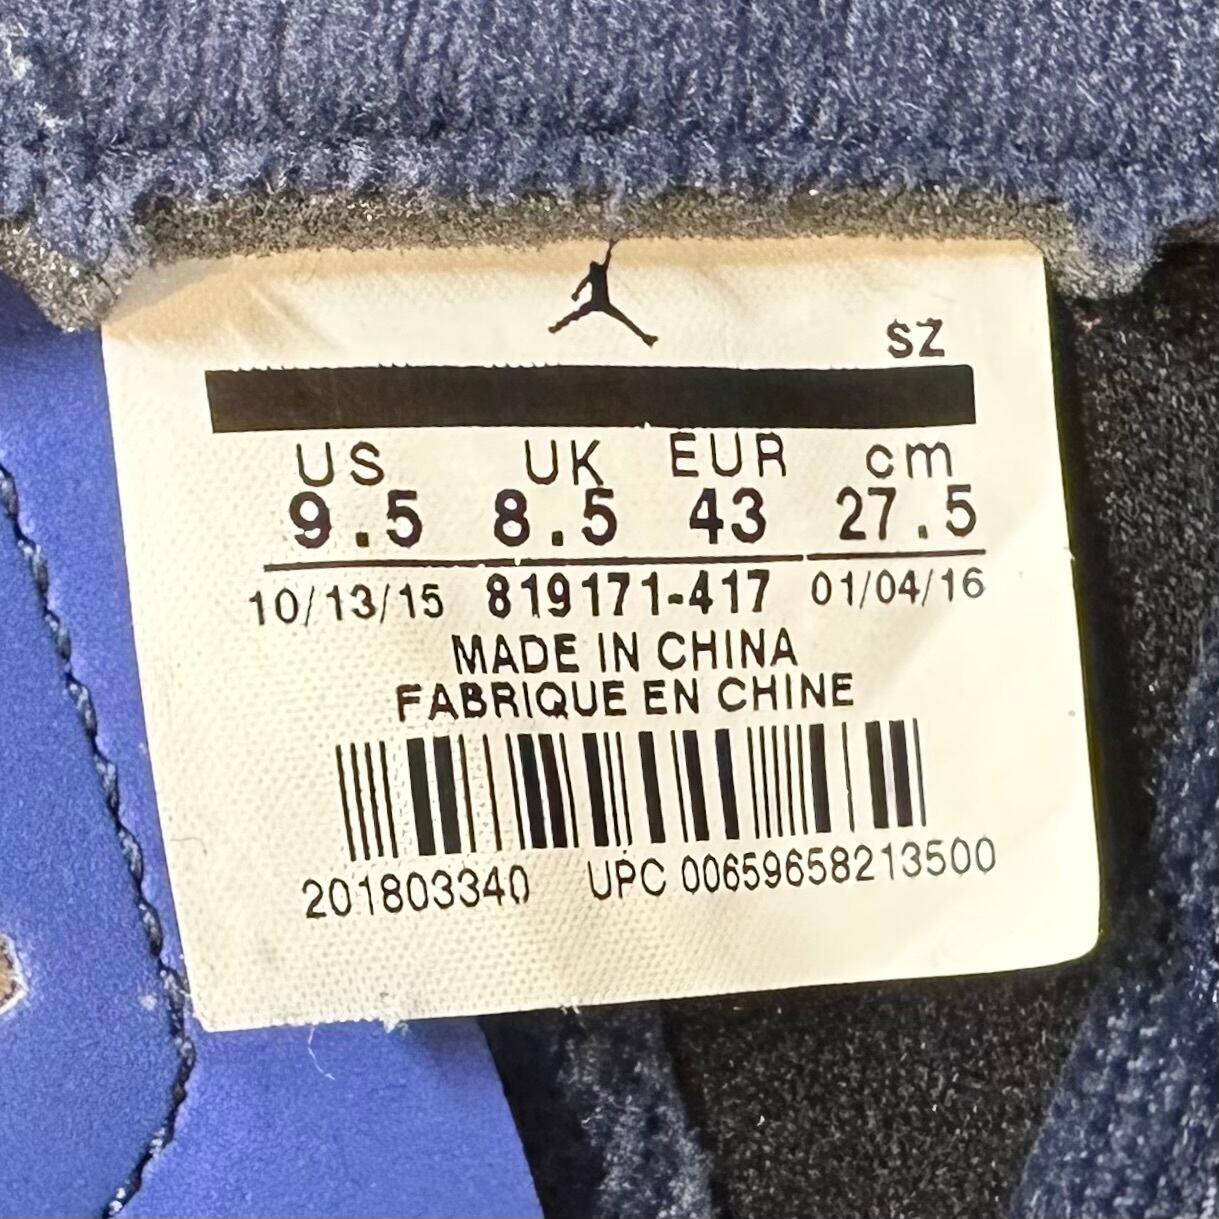 SZ
US UK EUR cm
9.5 8.5 43 27.5
10/13/15 819171-417 01/04/16
MADE IN CHINA
FABRIQUE EN CHINE
201803340 UPC 00659658213500